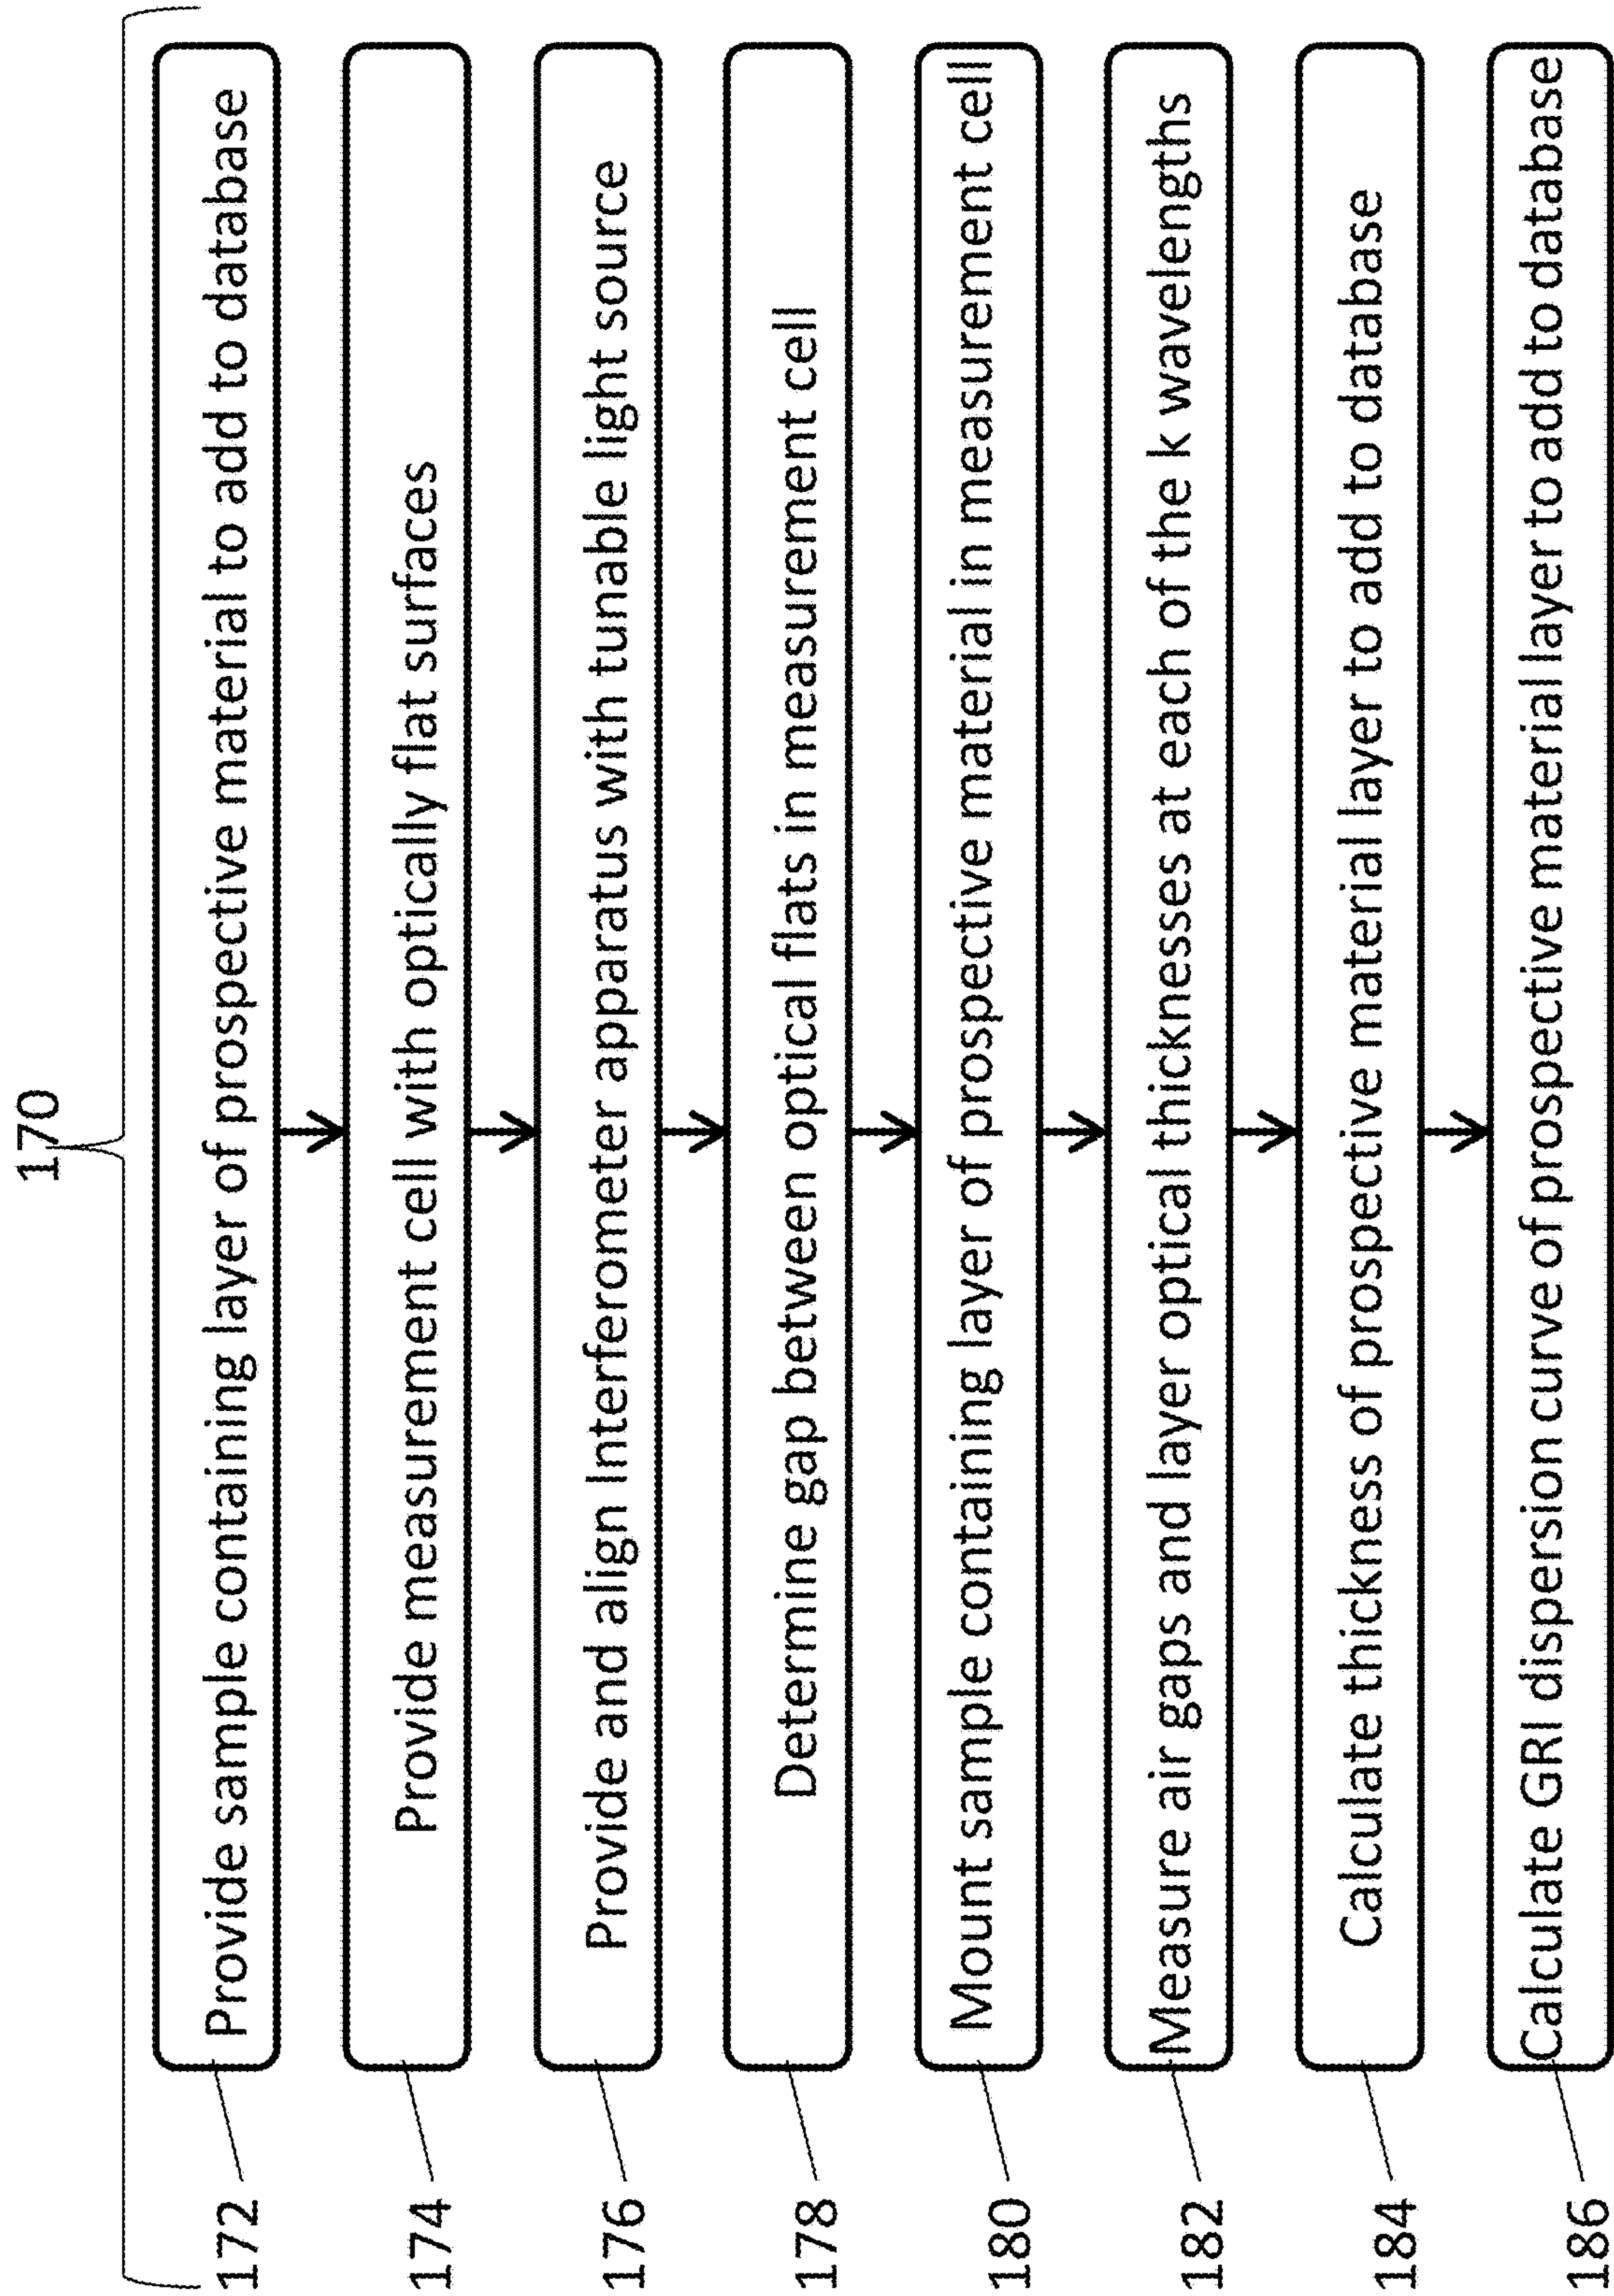 170
172
Provide sample containing layer of prospective material to add to database
174
Provide measurement cell with optically flat surfaces
176
Provide and align Interferometer apparatus with tunable light source
178
Determine gap between optical flats in measurement cell
180
Mount sample containing layer of prospective material in measurement cell
182
Measure air gaps and layer optical thicknesses at each of the k wavelengths
184
Calculate thickness of prospective material layer to add to database
186
Calculate GRI dispersion curve of prospective material layer to add to database